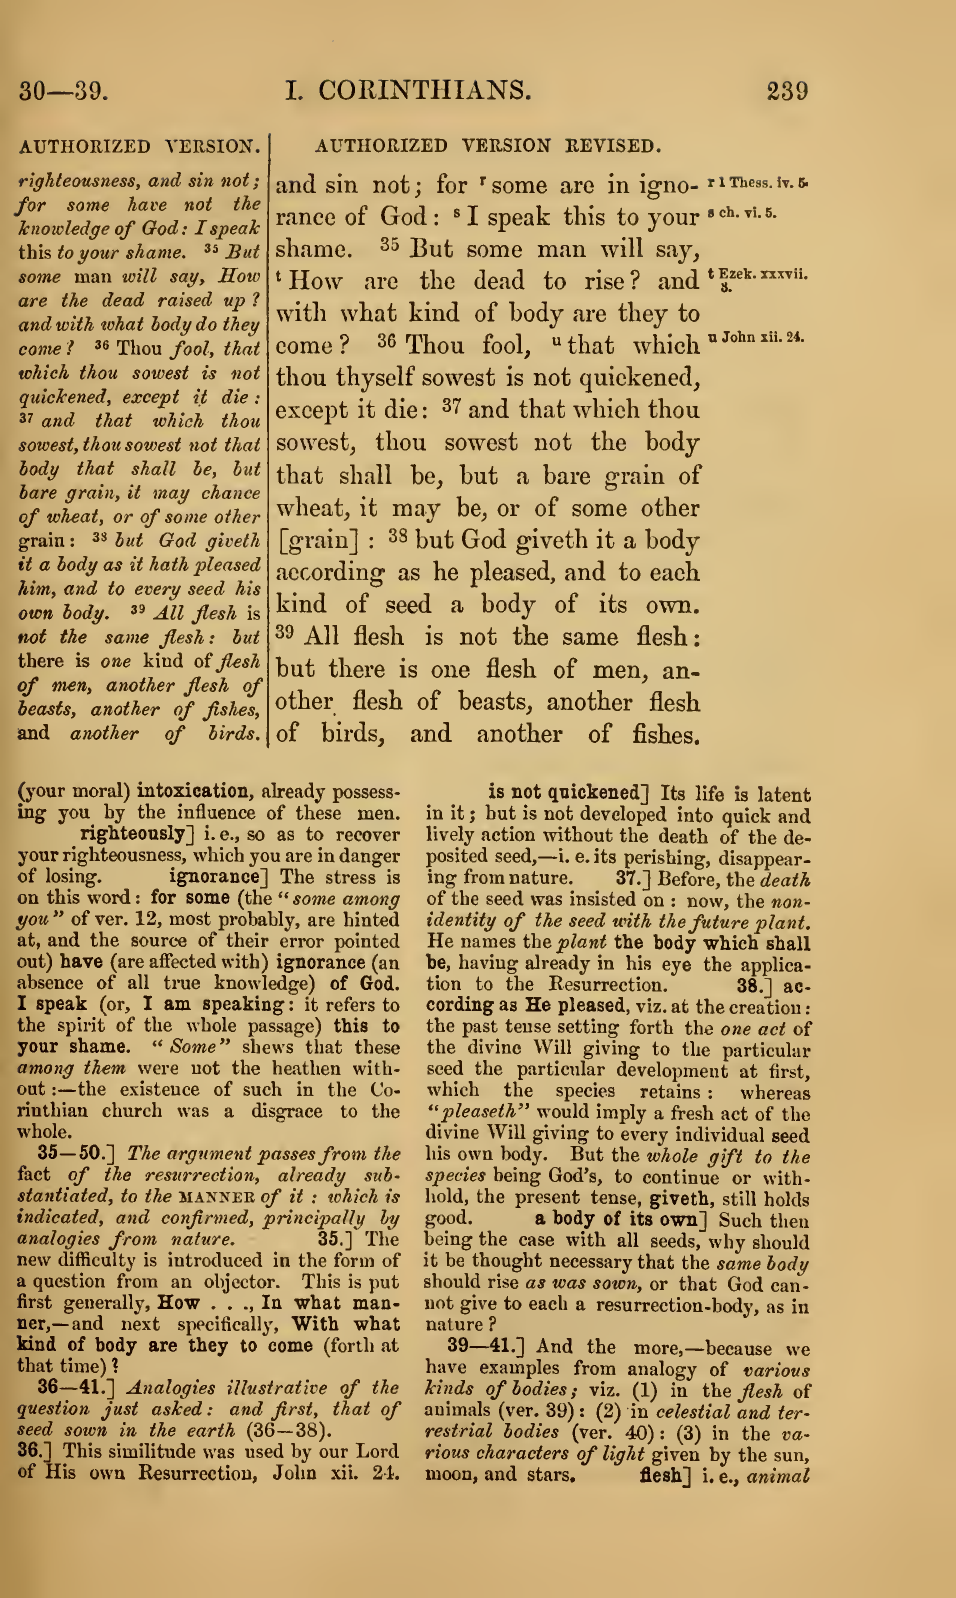 30—39.
I. CORINTHIANS.
239
AUTHORIZED VERSION.
righteousness, and sin not;
for some have not the
knowledge of God: I speak
this to your shame. 35 But
some man will say, How
are the dead raised up?
and with what body do they
come? 36 Thou fool, that
which thou sowest is not
quickened, except it die:
37 and that which thou
sowest, thou sowest not that
body that shall be, but
bare grain, it may chance
of wheat, or of some other
grain: 38 but God giveth
it a body as it hath pleased
him, and to every seed his
own body. 39 All flesh is
not the same flesh: but
there is one kind of flesh
of men, another flesh of
beasts, another of fishes,
and another of birds.
AUTHORIZED VERSION REVISED.
and sin not; for r some are in igno-
rance of God: s I speak this to your
shame. 35 But some man will say,
t How are the dead to rise? and
with what kind of body are they to
come? 36 Thou fool, u that which
thou thyself sowest is not quickened,
except it die: 37 and that which thou
sowest, thou sowest not the body
that shall be, but a bare grain of
wheat, it may be, or of some other
[grain]: 38 but God giveth it a body
according as he pleased, and to each
kind of seed a body of its own.
39 All flesh is not the same flesh:
but there is one flesh of men, an-
other flesh of beasts, another flesh
of birds, and another of fishes.
r 1 Thess. iv. 5.
s ch. vi. 5.
t Ezek. xxxvii.
3.
u John xii. 24.
(your moral) intoxication, already possess-
ing you by the influence of these men.
righteously] i. e., so as to recover
your righteousness, which you are in danger
of losing. ignorance] The stress is
on this word: for some (the "some among
you" of ver. 12, most probably, are hinted
at, and the source of their error pointed
out) have (are affected with) ignorance (an
absence of all true knowledge) of God.
I speak (or, I am speaking: it refers to
the spirit of the whole passage) this to
your shame. "Some" shews that these
among them were not the heathen with-
out:—the existence of such in the Co-
rinthian church was a disgrace to the
whole.
35—50.] The argument passes from the
fact of the resurrection, already sub-
stantiated, to the MANNER of it: which is
indicated, and confirmed, principally by
analogies from nature. 35.] The
new difficulty is introduced in the form of
a question from an objector. This is put
first generally, How . . ., In what man-
ner,—and next specifically, With what
kind of body are they to come (forth at
that time)?
36—41.] Analogies illustrative of the
question just asked: and first, that of
seed sown in the earth (36—38).
36.] This similitude was used by our Lord
of His own Resurrection, John xii. 24.
is not quickened] Its life is latent
in it; but is not developed into quick and
lively action without the death of the de-
posited seed,—i. e. its perishing, disappear-
ing from nature. 37.] Before, the death
of the seed was insisted on: now, the non-
identity of the seed with the future plant.
He names the plant the body which shall
be, having already in his eye the applica-
tion to the Resurrection. 38.] ac-
cording as He pleased, viz. at the creation:
the past tense setting forth the one act of
the divine Will giving to the particular
seed the particular development at first,
which the species retains: whereas
"pleaseth" would imply a fresh act of the
divine Will giving to every individual seed
his own body. But the whole gift to the
species being God's, to continue or with-
hold, the present tense, giveth, still holds
good. a body of its own] Such then
being the case with all seeds, why should
it be thought necessary that the same body
should rise as was sown, or that God can-
not give to each a resurrection-body, as in
nature?
39—41.] And the more,—because we
have examples from analogy of various
kinds of bodies; viz. (1) in the flesh of
animals (ver. 39): (2) in celestial and ter-
restrial bodies (ver. 40): (3) in the va-
rious characters of light given by the sun,
moon, and stars. flesh] i. e., animal